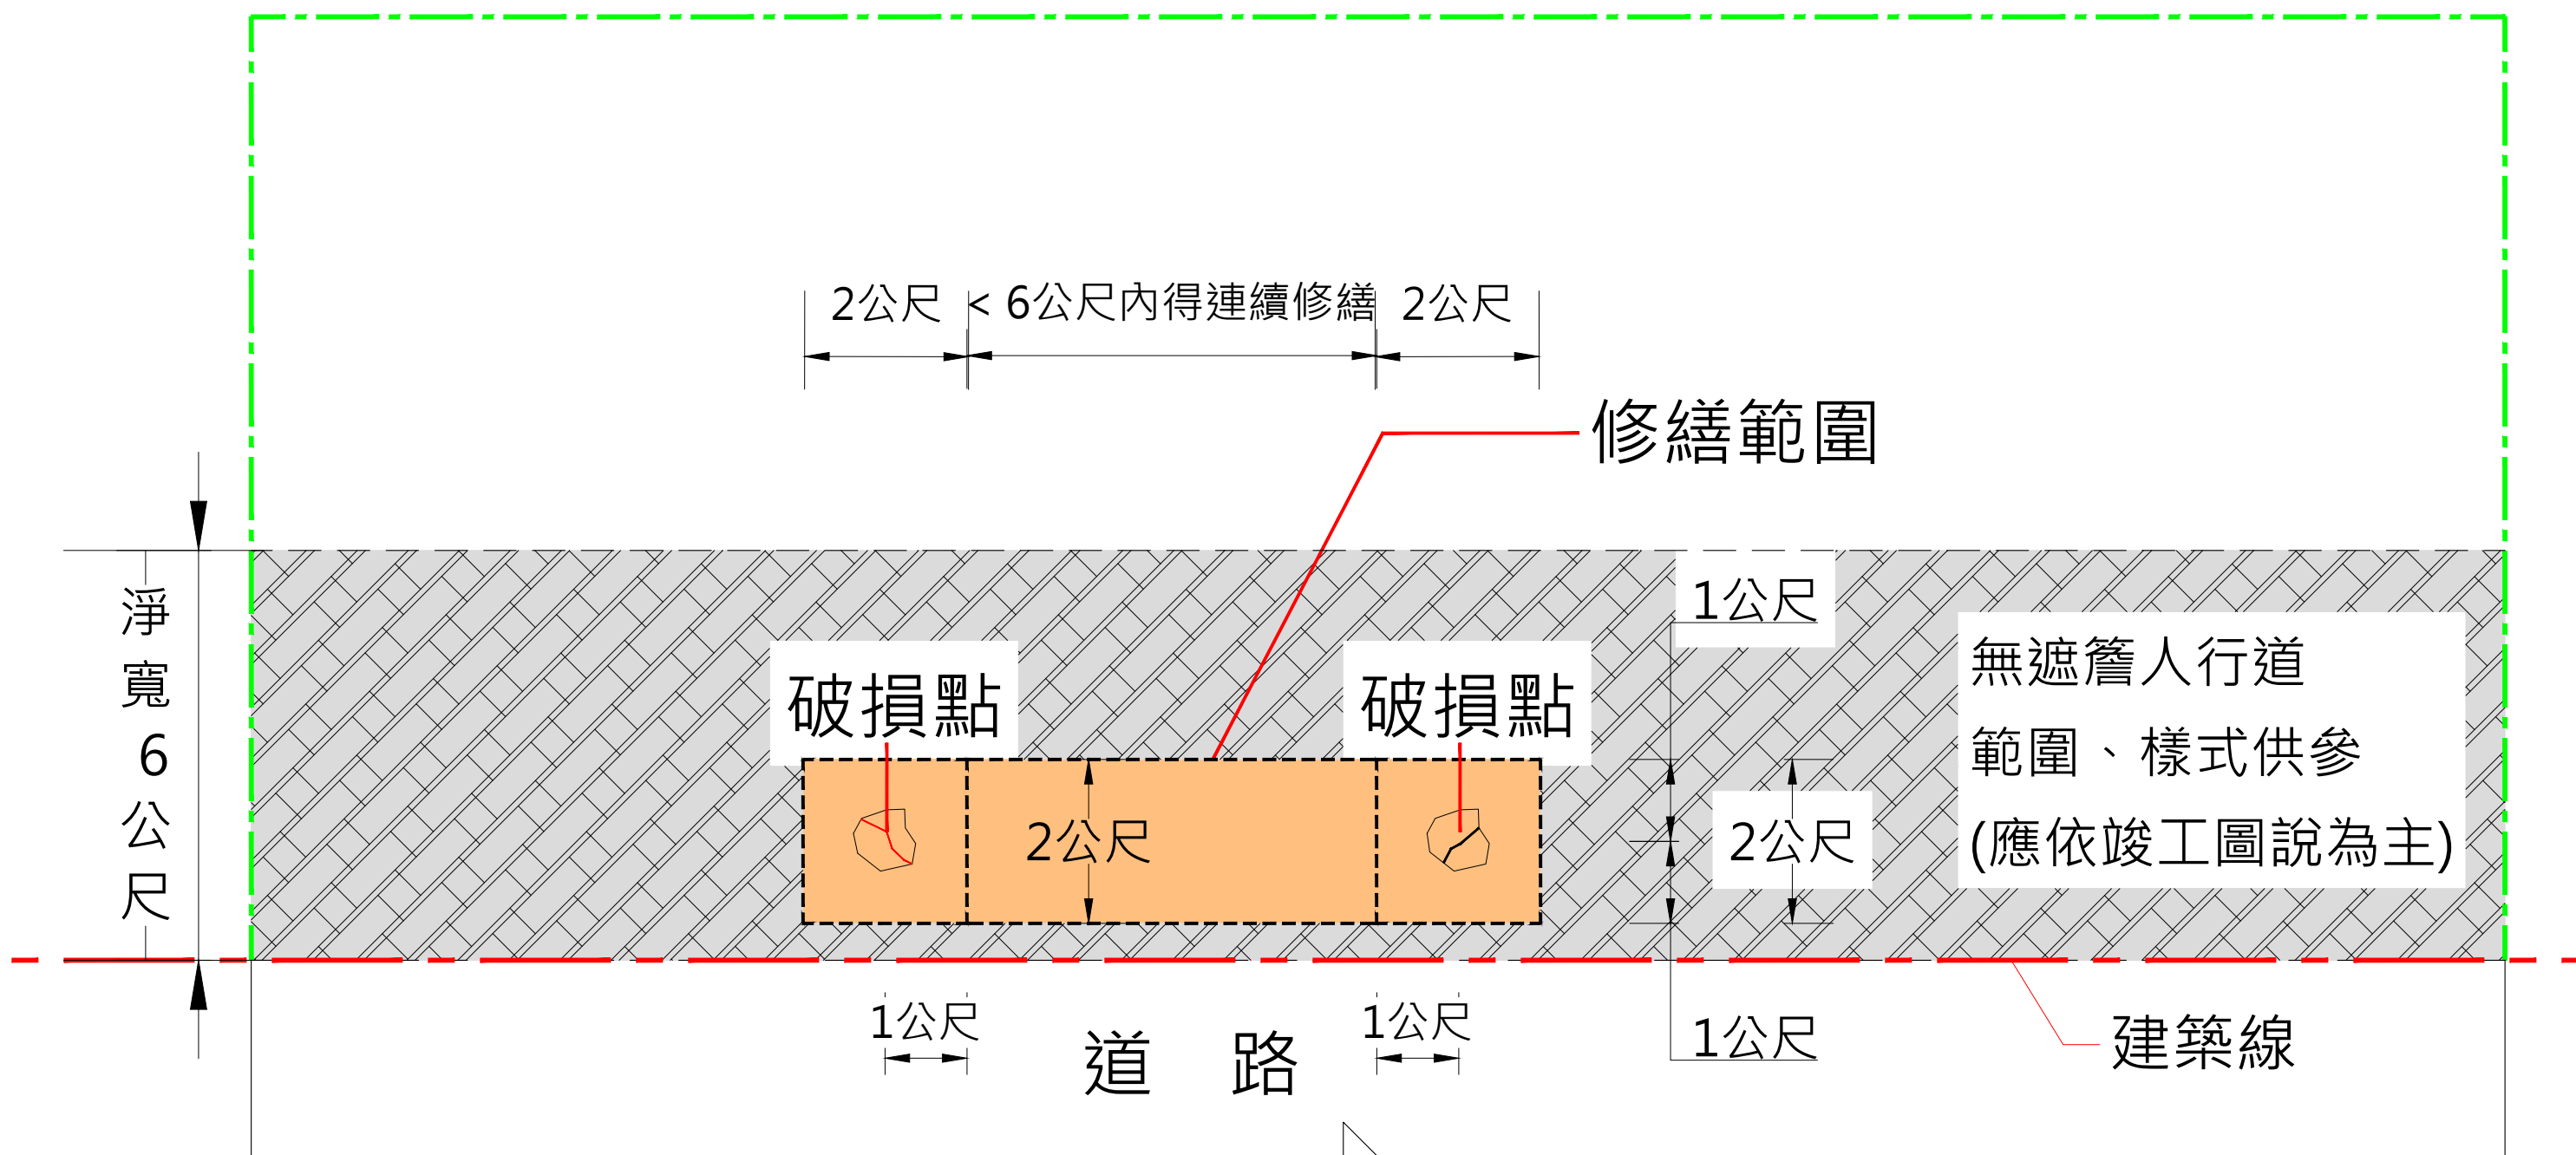 2公尺
< 6公尺內得連續修繕
2公尺
修繕範圍
淨寬6公尺
1公尺
破損點
破損點
無遮簷人行道
範圍、樣式供參
(應依竣工圖說為主)
2公尺
2公尺
1公尺
1公尺
1公尺
道 路
建築線